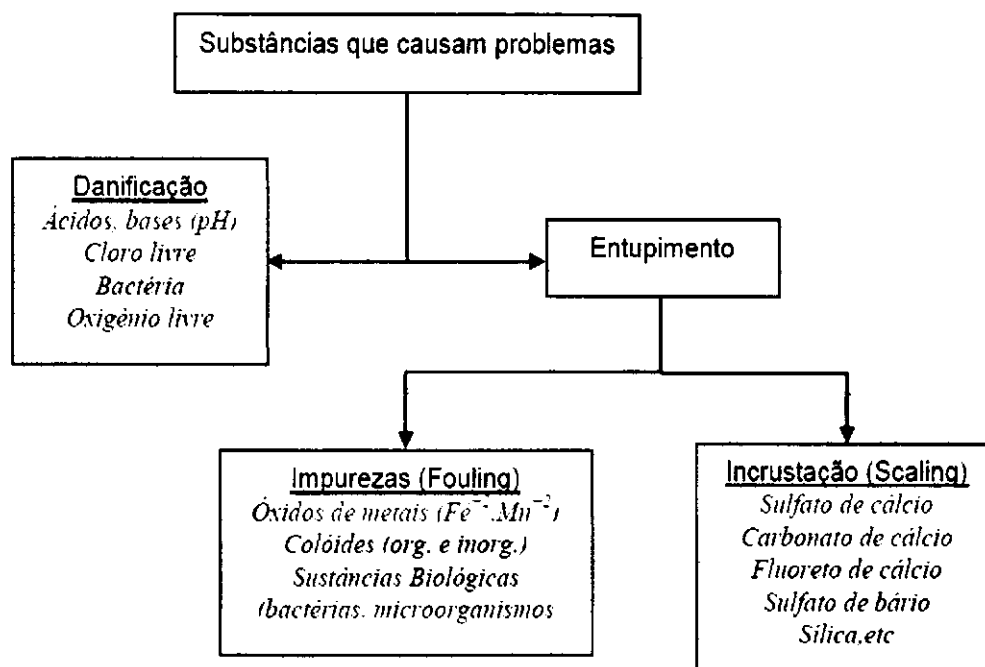 Substâncias que causam problemas
Danificação
Ácidos, bases (pH)
Cloro livre
Bactéria
Oxigênio livre
Entupimento
Impurezas (Fouling)
Óxidos de metais (Fe⁻², Mn⁻²)
Colóides (org. e inorg.)
Sustâncias Biológicas
(bactérias, microorganismos
Incrustação (Scaling)
Sulfato de cálcio
Carbonato de cálcio
Fluoreto de cálcio
Sulfato de bário
Sílica,etc